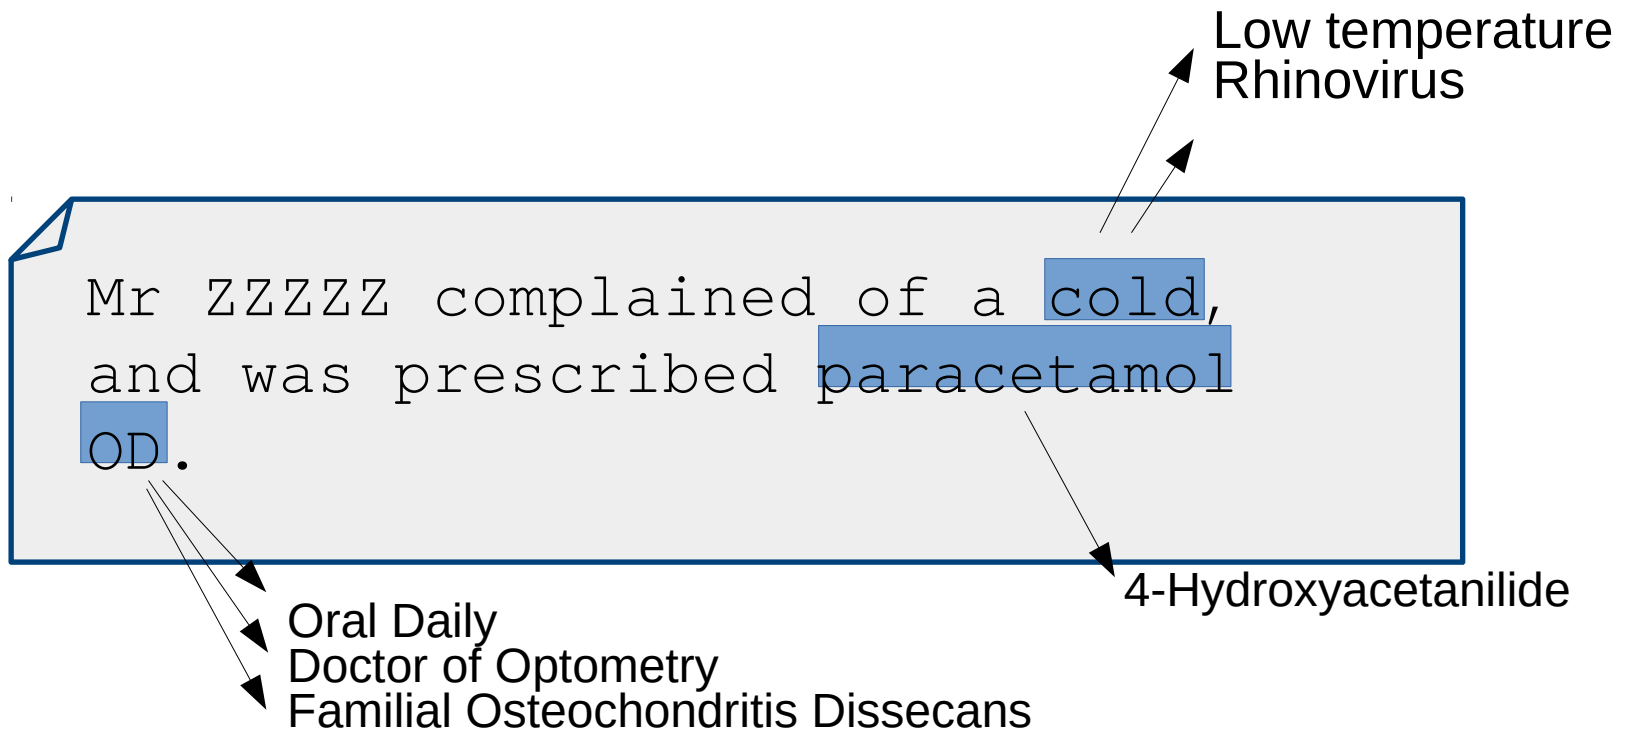 Low temperature
Rhinovirus
Mr ZZZZZ complained of a cold,
and was prescribed paracetamol
OD.
4-Hydroxyacetanilide
Oral Daily
Doctor of Optometry
Familial Osteochondritis Dissecans